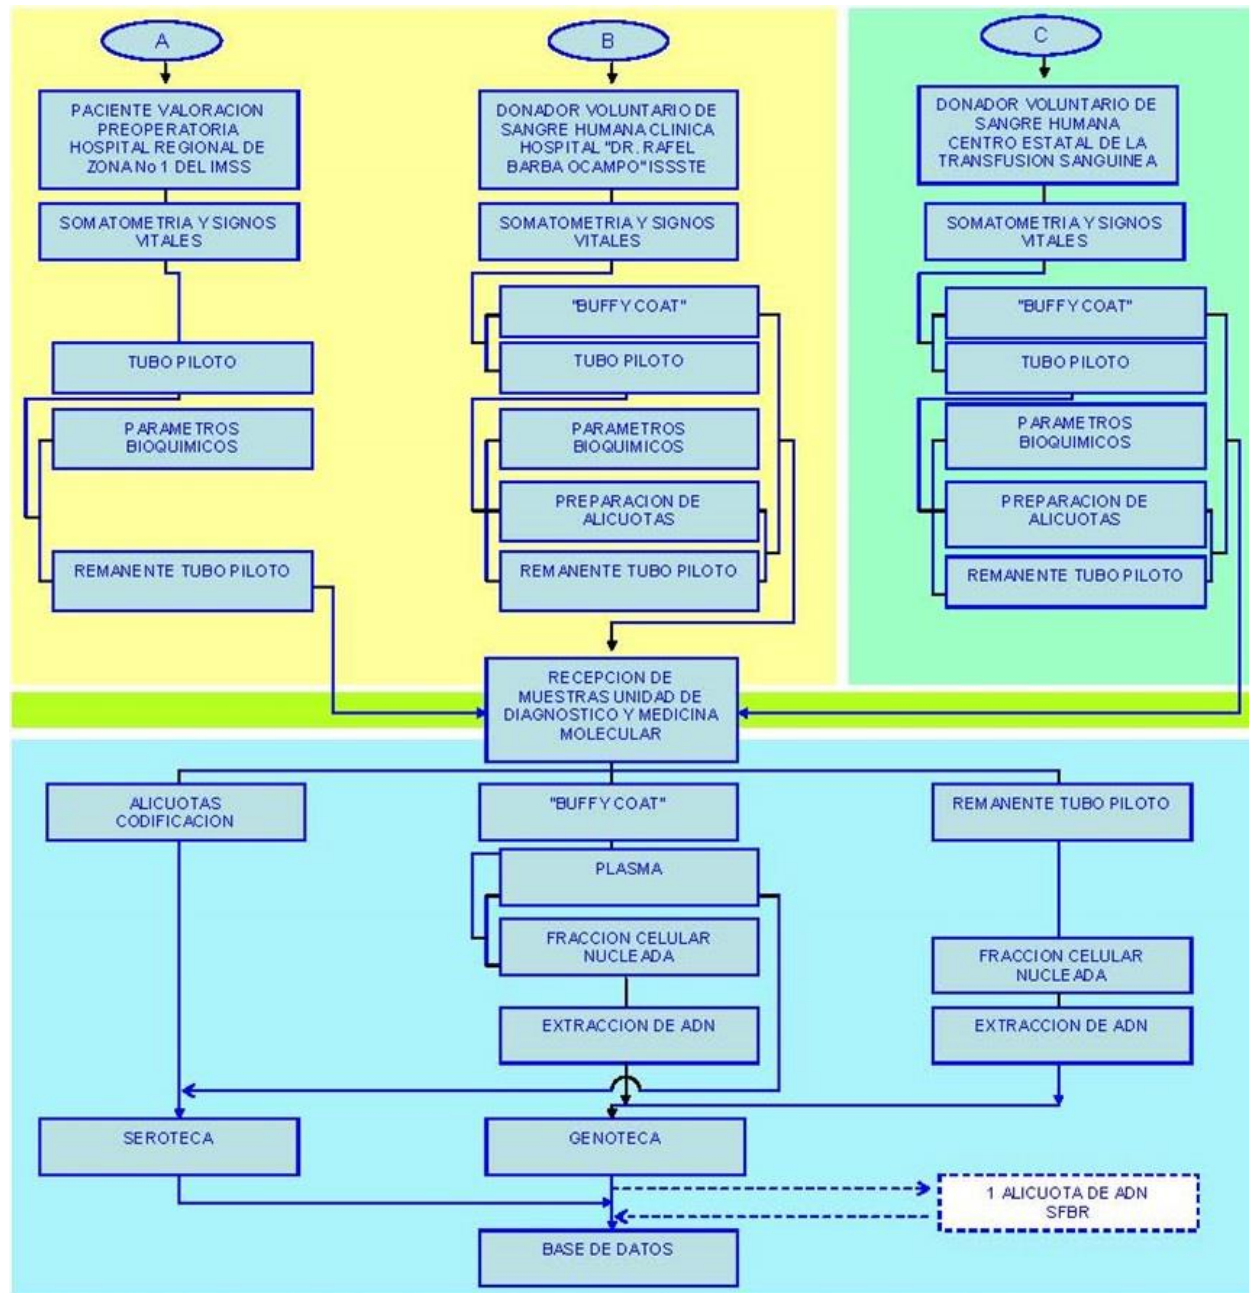 A
PACIENTE VALORACION
PREOPERATORIA
HOSPITAL REGIONAL DE
ZONA No 1 DEL IMSS
SOMATOMETRIA Y SIGNOS
VITALES
TUBO PILOTO
PARAMETROS
BIOQUIMICOS
REMANENTE TUBO PILOTO
B
DONADOR VOLUNTARIO DE
SANGRE HUMANA CLINICA
HOSPITAL "DR. RAFEL
BARBA OCAMPO" ISSSTE
SOMATOMETRIA Y SIGNOS
VITALES
"BUFFY COAT"
TUBO PILOTO
PARAMETROS
BIOQUIMICOS
PREPARACION DE
ALICUOTAS
REMANENTE TUBO PILOTO
C
DONADOR VOLUNTARIO DE
SANGRE HUMANA
CENTRO ESTATAL DE LA
TRANSFUSION SANGUINEA
SOMATOMETRIA Y SIGNOS
VITALES
"BUFFY COAT"
TUBO PILOTO
PARAMETROS
BIOQUIMICOS
PREPARACION DE
ALICUOTAS
REMANENTE TUBO PILOTO
RECEPCION DE
MUESTRAS UNIDAD DE
DIAGNOSTICO Y MEDICINA
MOLECULAR
ALICUOTAS
CODIFICACION
"BUFFY COAT"
PLASMA
FRACCION CELULAR
NUCLEADA
EXTRACCION DE ADN
REMANENTE TUBO PILOTO
FRACCION CELULAR
NUCLEADA
EXTRACCION DE ADN
SEROTECA
GENOTECA
1 ALICUOTA DE ADN
SFBR
BASE DE DATOS